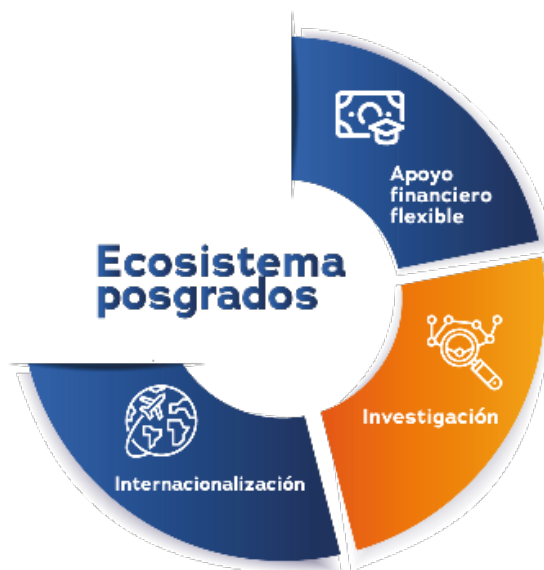 Apoyo
financiero
flexible
Ecosistema
posgrados
Investigación
Internacionalización